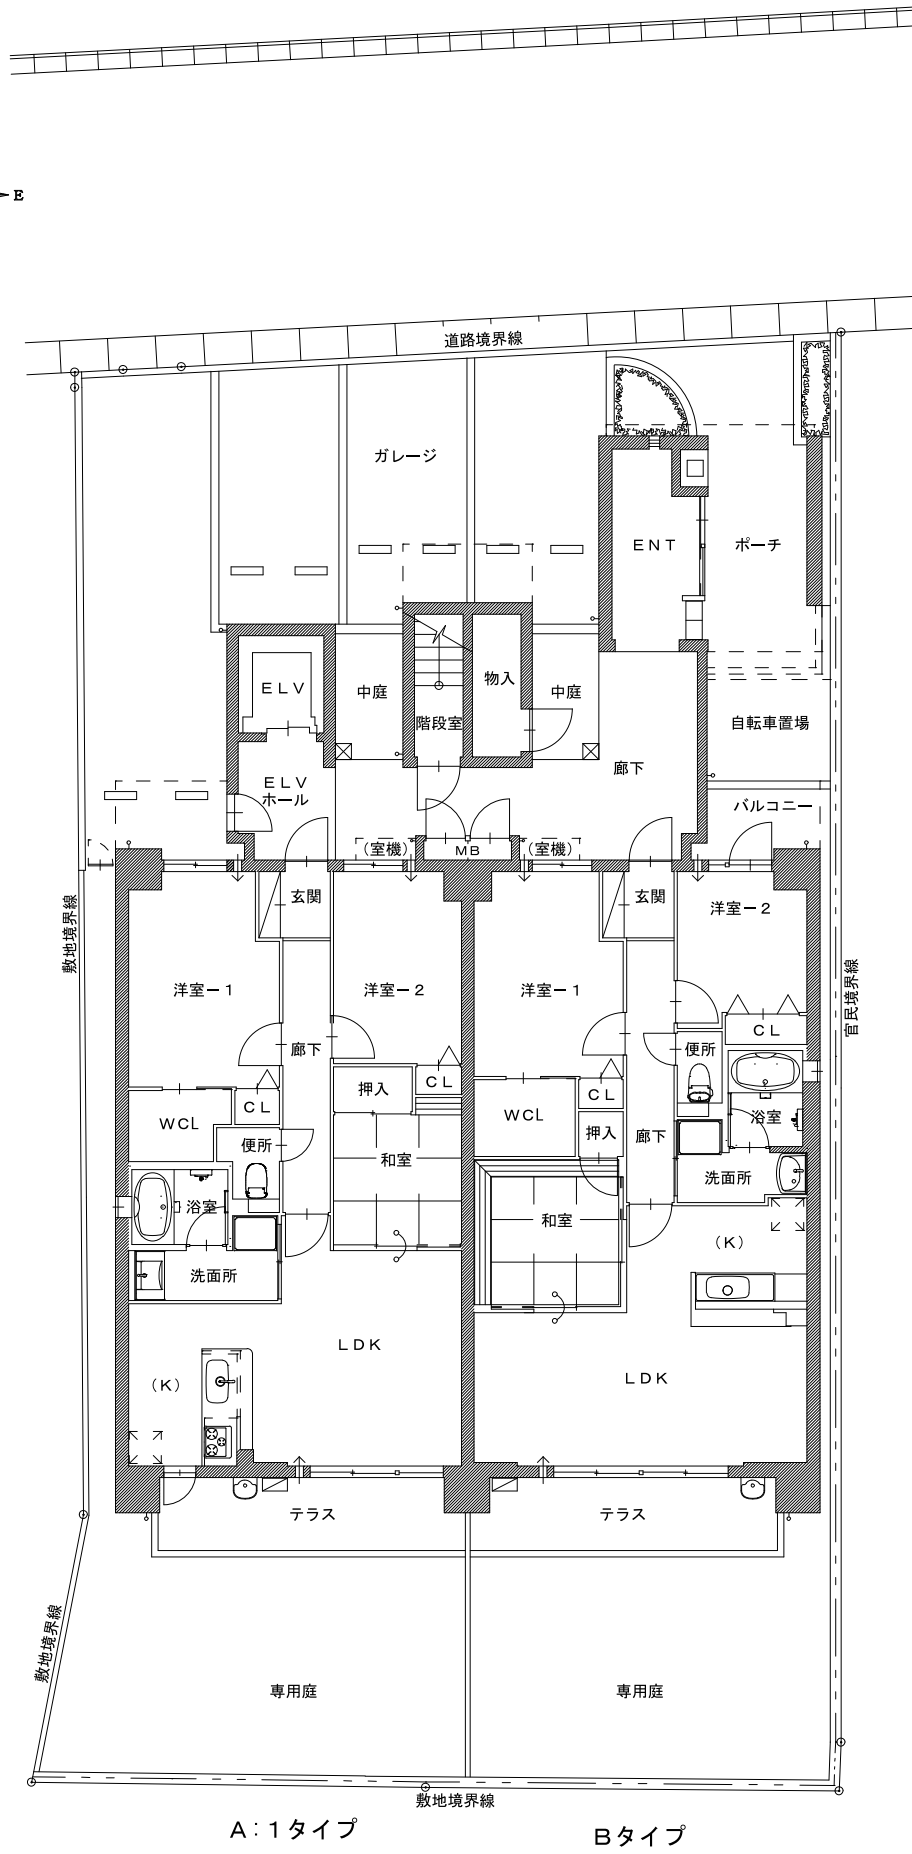 E
道路境界線
ガレージ
ENT
ポーチ
ELV
中庭
階段室
物入
中庭
自転車置場
廊下
ELV
ホール
バルコニー
(室機)
MB
(室機)
玄関
玄関
洋室－2
敷地境界線
洋室－1
洋室－2
洋室－1
官民境界線
廊下
便所
CL
押入
CL
CL
WCL
CL
WCL
浴室
便所
押入
廊下
和室
洗面所
浴室
和室
(K)
洗面所
LDK
LDK
(K)
テラス
テラス
敷地境界線
専用庭
専用庭
敷地境界線
A:1タイプ
Bタイプ